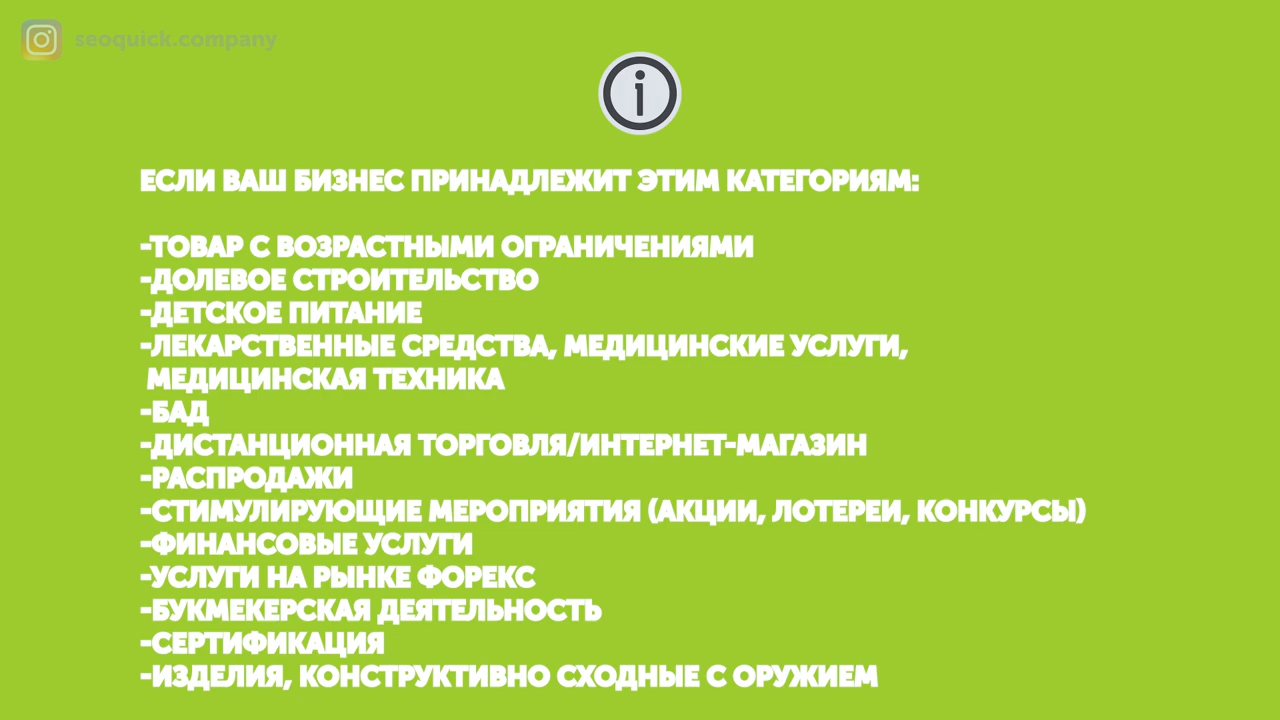 seoquick.company
ЕСЛИ ВАШ БИЗНЕС ПРИНАДЛЕЖИТ ЭТИМ КАТЕГОРИЯМ:
-ТОВАР С ВОЗРАСТНЫМИ ОГРАНИЧЕНИЯМИ
-ДОЛЕВОЕ СТРОИТЕЛЬСТВО
-ДЕТСКОЕ ПИТАНИЕ
-ЛЕКАРСТВЕННЫЕ СРЕДСТВА, МЕДИЦИНСКИЕ УСЛУГИ,
МЕДИЦИНСКАЯ ТЕХНИКА
-БАД
-ДИСТАНЦИОННАЯ ТОРГОВЛЯ/ИНТЕРНЕТ-МАГАЗИН
-РАСПРОДАЖИ
-СТИМУЛИРУЮЩИЕ МЕРОПРИЯТИЯ (АКЦИИ, ЛОТЕРЕИ, КОНКУРСЫ)
-ФИНАНСОВЫЕ УСЛУГИ
-УСЛУГИ НА РЫНКЕ ФОРЕКС
-БУКМЕКЕРСКАЯ ДЕЯТЕЛЬНОСТЬ
-СЕРТИФИКАЦИЯ
-ИЗДЕЛИЯ, КОНСТРУКТИВНО СХОДНЫЕ С ОРУЖИЕМ